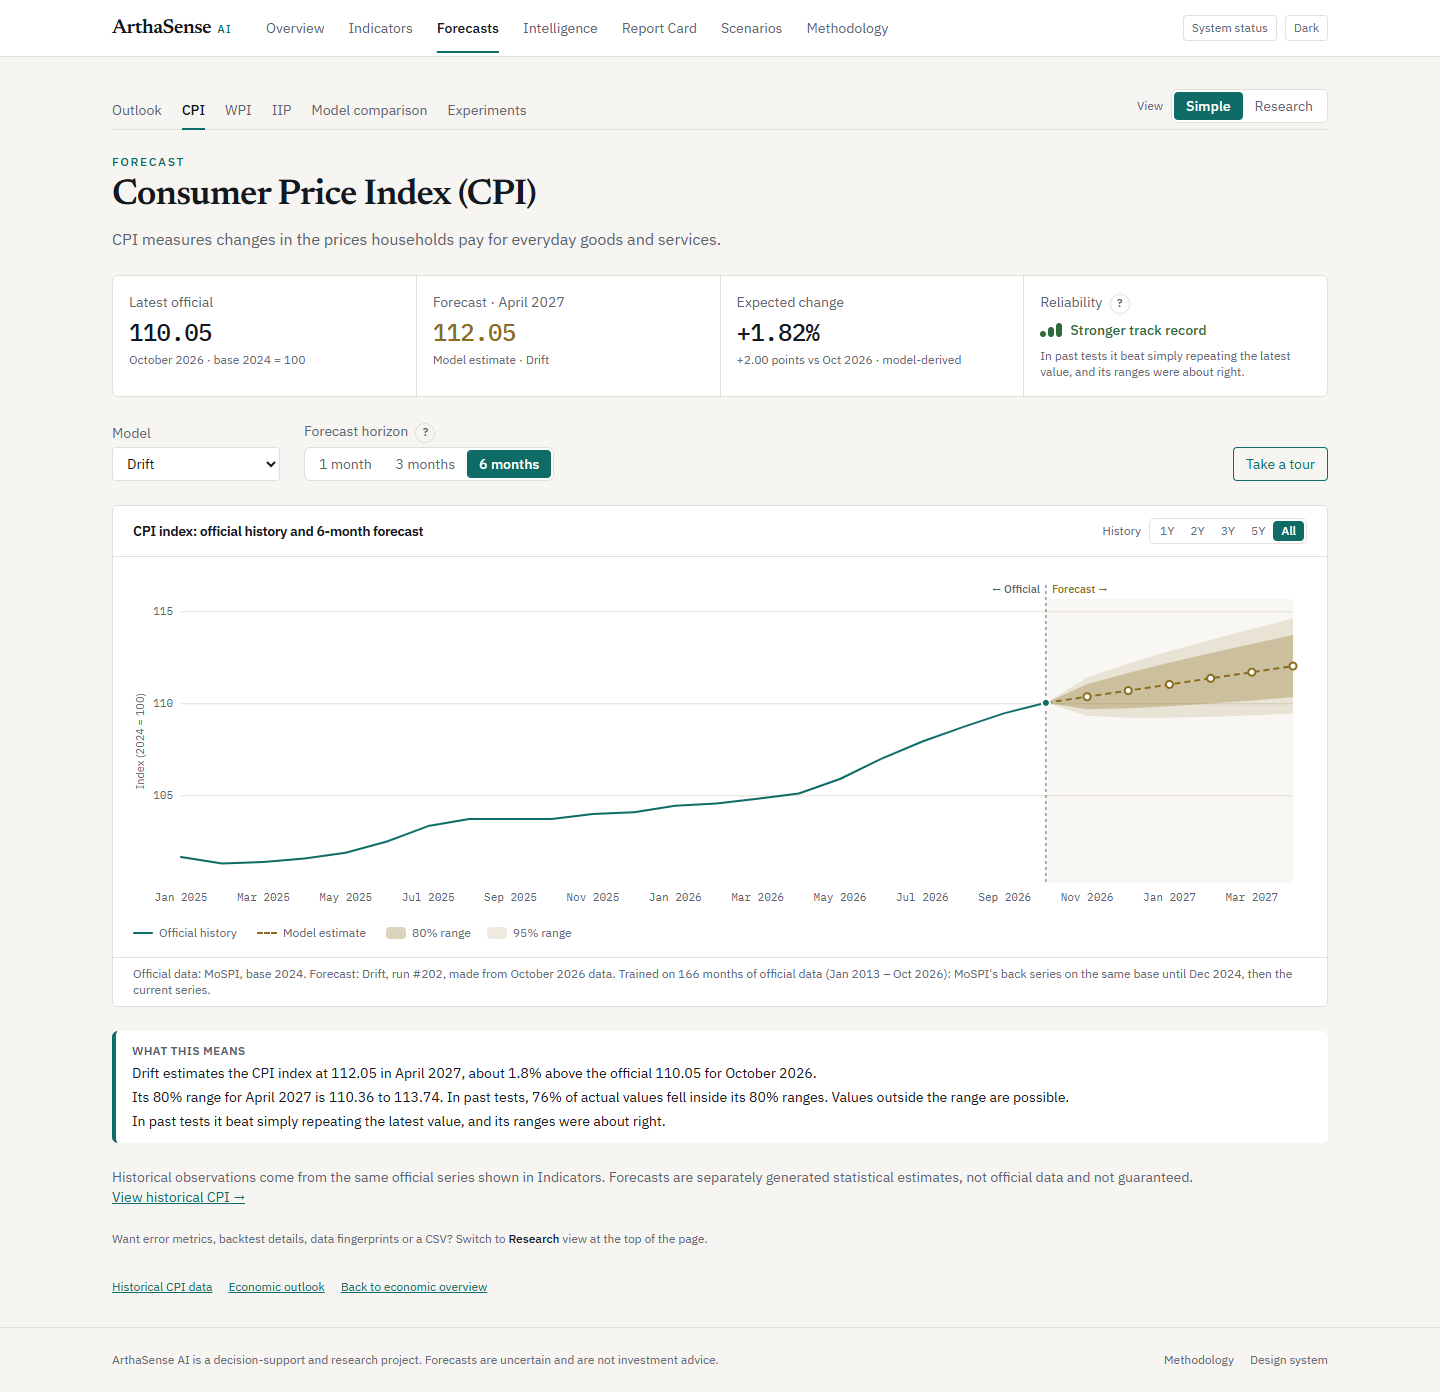 ArthaSense AI
Overview Indicators Forecasts Intelligence Report Card Scenarios Methodology
System status Dark
Outlook CPI WPI IIP Model comparison Experiments
View Simple Research
FORECAST
Consumer Price Index (CPI)
CPI measures changes in the prices households pay for everyday goods and services.
Latest official
110.05
October 2026 · base 2024 = 100
Forecast · April 2027
112.05
Model estimate · Drift
Expected change
+1.82%
+2.00 points vs Oct 2026 · model-derived
Reliability ?
Stronger track record
In past tests it beat simply repeating the latest
value, and its ranges were about right.
Model
Drift
Forecast horizon ?
1 month 3 months 6 months
Take a tour
CPI index: official history and 6-month forecast
History 1Y 2Y 3Y 5Y All
← Official Forecast →
115
110
105
Index (2024 = 100)
Jan 2025 Mar 2025 May 2025 Jul 2025 Sep 2025 Nov 2025 Jan 2026 Mar 2026 May 2026 Jul 2026 Sep 2026 Nov 2026 Jan 2027 Mar 2027
Official history Model estimate 80% range 95% range
Official data: MoSPI, base 2024. Forecast: Drift, run #202, made from October 2026 data. Trained on 166 months of official data (Jan 2013 – Oct 2026): MoSPI's back series on the same base until Dec 2024, then the
current series.
WHAT THIS MEANS
Drift estimates the CPI index at 112.05 in April 2027, about 1.8% above the official 110.05 for October 2026.
Its 80% range for April 2027 is 110.36 to 113.74. In past tests, 76% of actual values fell inside its 80% ranges. Values outside the range are possible.
In past tests it beat simply repeating the latest value, and its ranges were about right.
Historical observations come from the same official series shown in Indicators. Forecasts are separately generated statistical estimates, not official data and not guaranteed.
View historical CPI →
Want error metrics, backtest details, data fingerprints or a CSV? Switch to Research view at the top of the page.
Historical CPI data Economic outlook Back to economic overview
ArthaSense AI is a decision-support and research project. Forecasts are uncertain and are not investment advice.
Methodology Design system